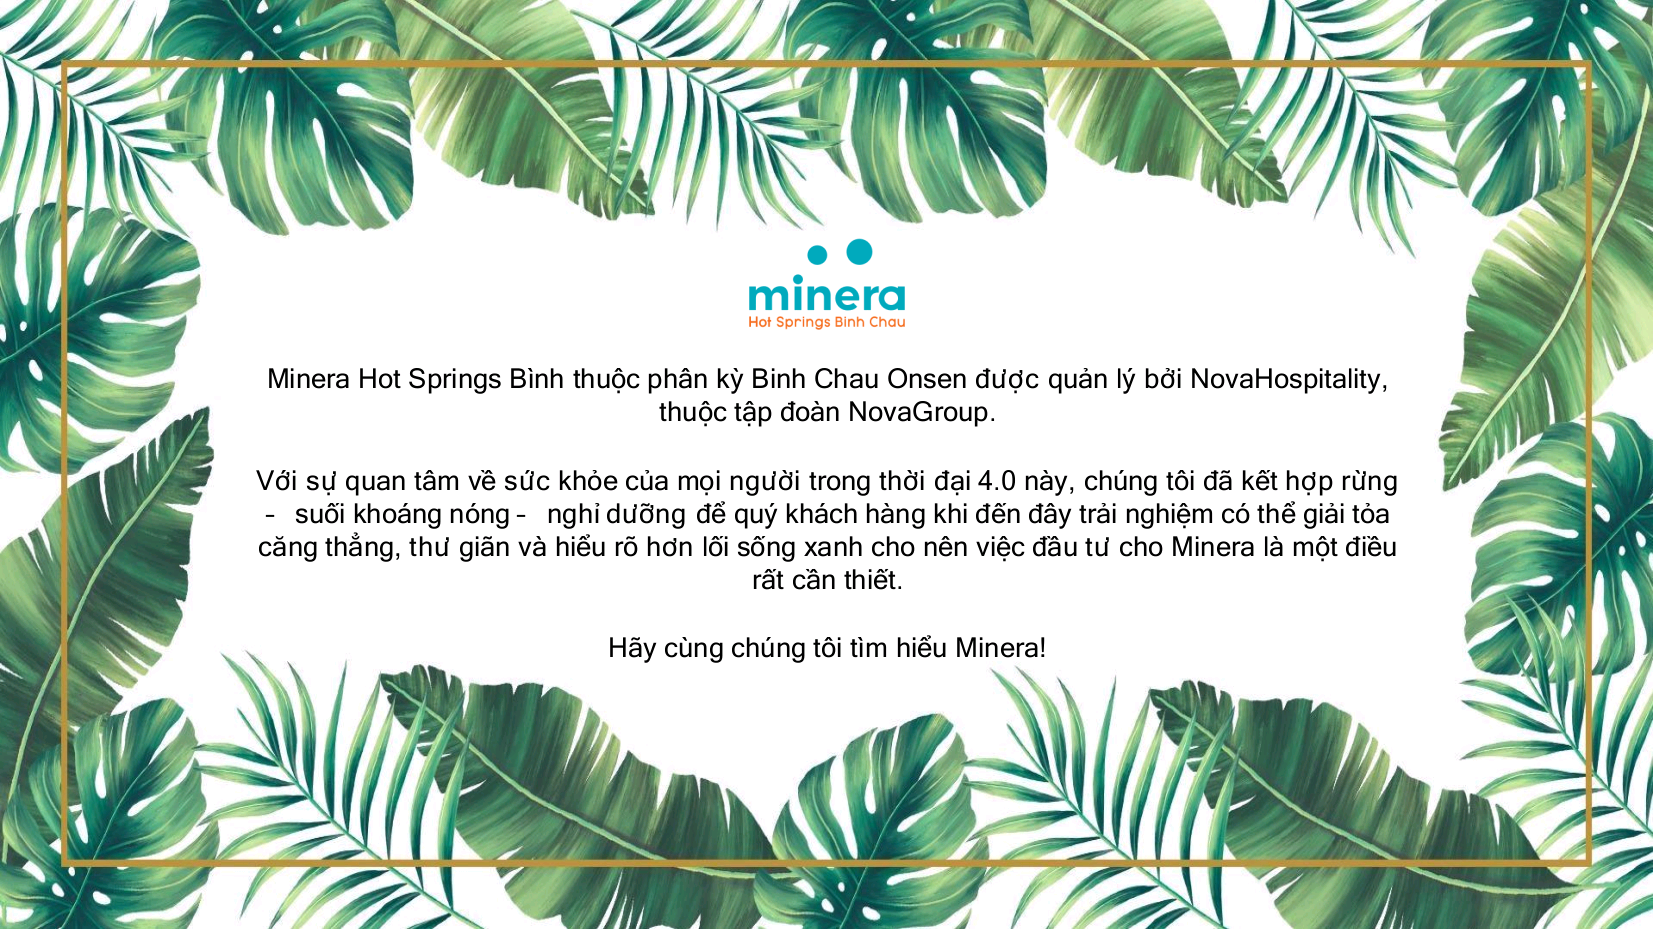 minera
Hot Springs Binh Chau
Minera Hot Springs Bình thuộc phân kỳ Binh Chau Onsen được quản lý bởi NovaHospitality,
thuộc tập đoàn NovaGroup.
Với sự quan tâm về sức khỏe của mọi người trong thời đại 4.0 này, chúng tôi đã kết hợp rừng
– suối khoáng nóng – nghỉ dưỡng để quý khách hàng khi đến đây trải nghiệm có thể giải tỏa
căng thẳng, thư giãn và hiểu rõ hơn lối sống xanh cho nên việc đầu tư cho Minera là một điều
rất cần thiết.
Hãy cùng chúng tôi tìm hiểu Minera!